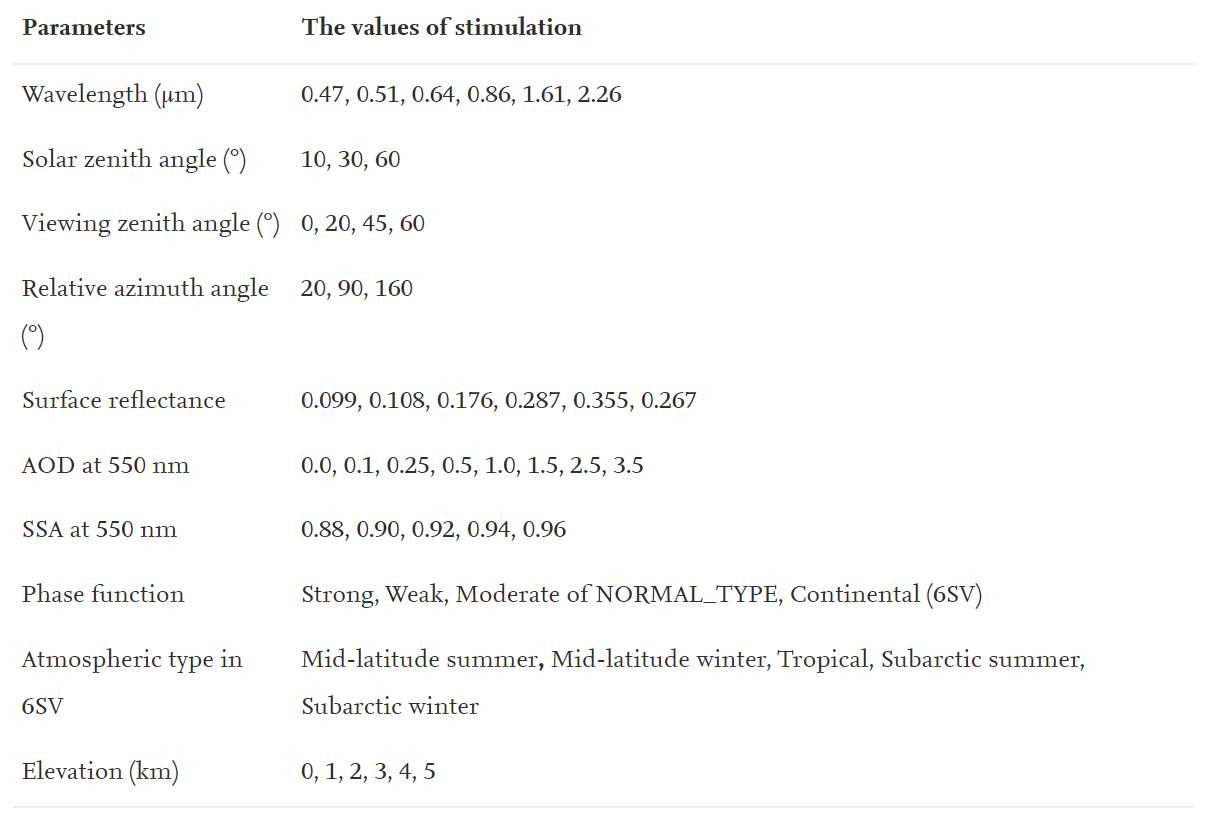 Parameters The values of stimulation
Wavelength (μm) 0.47, 0.51, 0.64, 0.86, 1.61, 2.26
Solar zenith angle (°) 10, 30, 60
Viewing zenith angle (°) 0, 20, 45, 60
Relative azimuth angle 20, 90, 160
(°)
Surface reflectance 0.099, 0.108, 0.176, 0.287, 0.355, 0.267
AOD at 550 nm 0.0, 0.1, 0.25, 0.5, 1.0, 1.5, 2.5, 3.5
SSA at 550 nm 0.88, 0.90, 0.92, 0.94, 0.96
Phase function Strong, Weak, Moderate of NORMAL_TYPE, Continental (6SV)
Atmospheric type in Mid-latitude summer, Mid-latitude winter, Tropical, Subarctic summer,
6SV Subarctic winter
Elevation (km) 0, 1, 2, 3, 4, 5